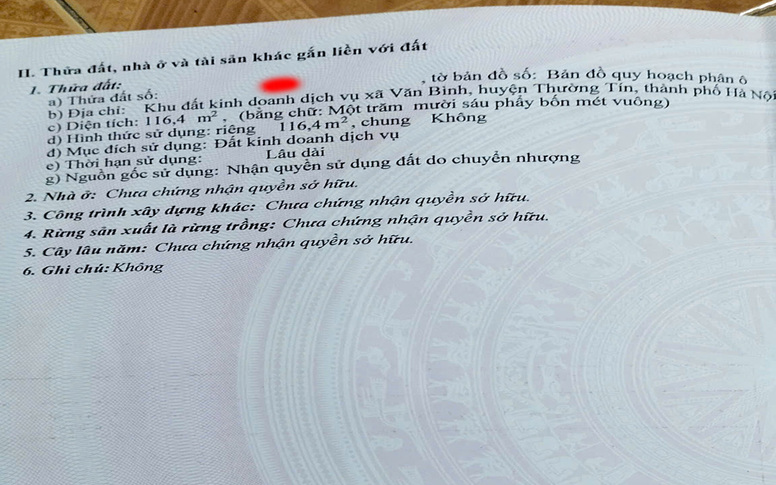 II. Thửa đất, nhà ở và tài sản khác gắn liền với đất
1. Thửa đất:
a) Thửa đất số: , tờ bản đồ số: Bản đồ quy hoạch phân ô
b) Địa chỉ: Khu đất kinh doanh dịch vụ xã Văn Bình, huyện Thường Tín, thành phố Hà Nội
c) Diện tích: 116,4 m², (bằng chữ: Một trăm mười sáu phẩy bốn mét vuông)
d) Hình thức sử dụng: riêng 116,4 m², chung Không
đ) Mục đích sử dụng: Đất kinh doanh dịch vụ
e) Thời hạn sử dụng: Lâu dài
g) Nguồn gốc sử dụng: Nhận quyền sử dụng đất do chuyển nhượng
2. Nhà ở: Chưa chứng nhận quyền sở hữu.
3. Công trình xây dựng khác: Chưa chứng nhận quyền sở hữu.
4. Rừng sản xuất là rừng trồng: Chưa chứng nhận quyền sở hữu.
5. Cây lâu năm: Chưa chứng nhận quyền sở hữu.
6. Ghi chú: Không